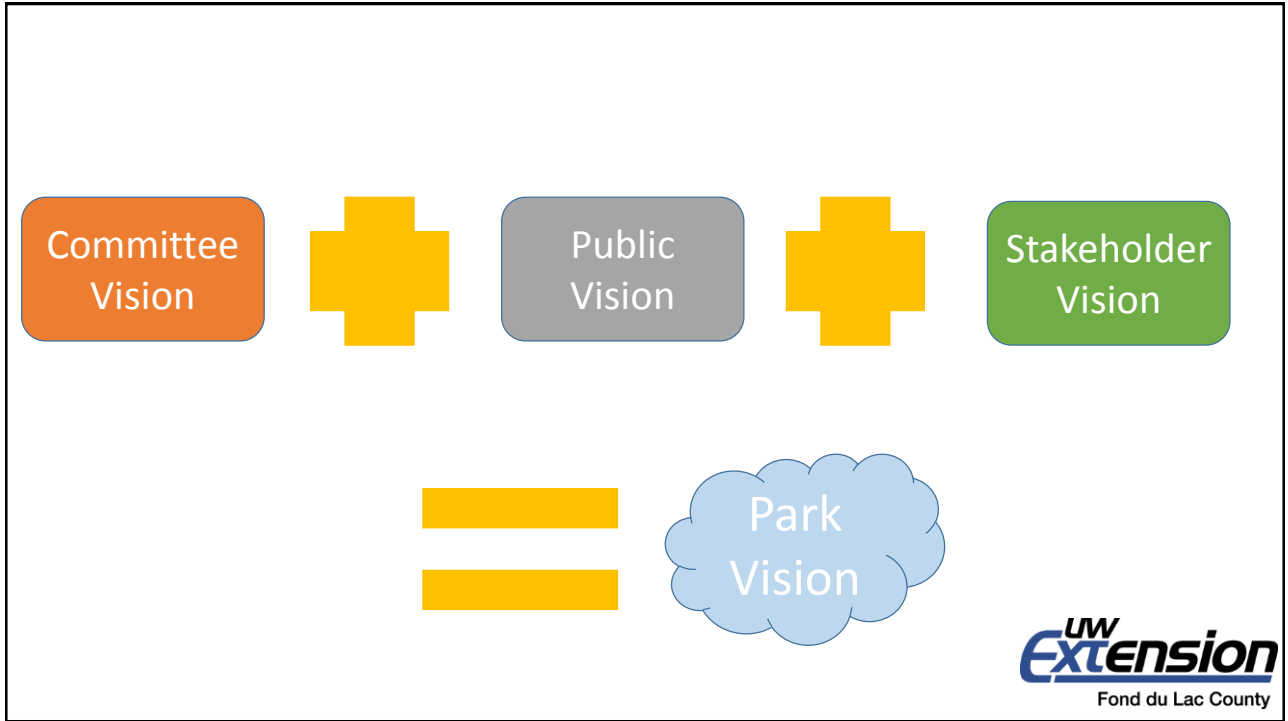 Committee
Vision
Public
Vision
Stakeholder
Vision
Park
Vision
UW
Extension
Fond du Lac County